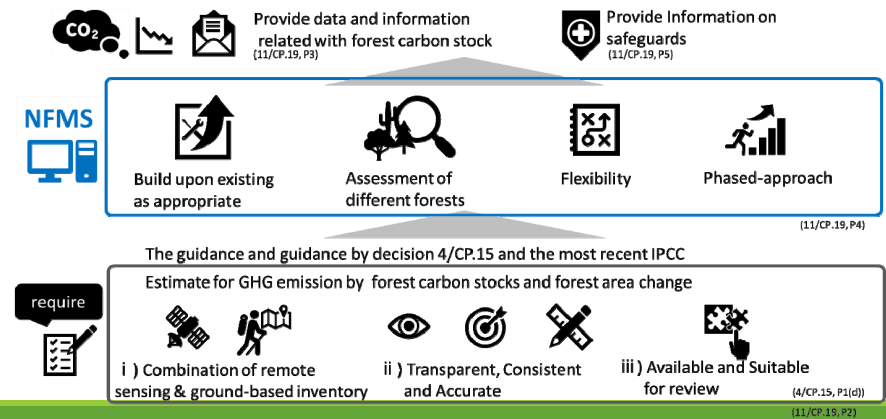 CO₂
Provide data and information
related with forest carbon stock
(11/CP.19, P3)
Provide Information on
safeguards
(11/CP.19, P5)
NFMS
Build upon existing
as appropriate
Assessment of
different forests
Flexibility
Phased-approach
(11/CP.19, P4)
The guidance and guidance by decision 4/CP.15 and the most recent IPCC
require
Estimate for GHG emission by forest carbon stocks and forest area change
i ) Combination of remote
sensing & ground-based inventory
ii ) Transparent, Consistent
and Accurate
iii ) Available and Suitable
for review
(4/CP.15, P1(d))
(11/CP.19, P2)